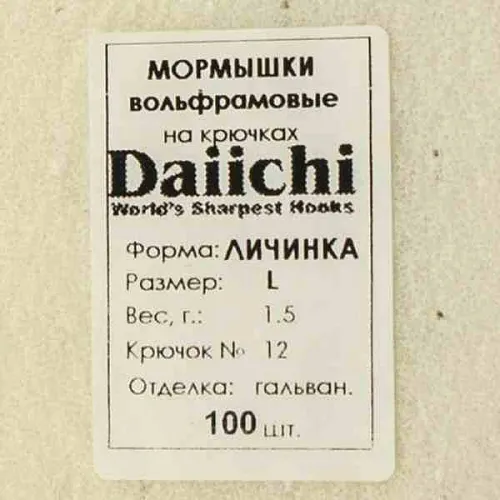 МОРМЫШКИ
вольфрамовые
на крючках
Daiichi
World's Sharpest Hooks
Форма: ЛИЧИНКА
Размер: L
Вес, г.: 1.5
Крючок № 12
Отделка: гальван.
100 шт.